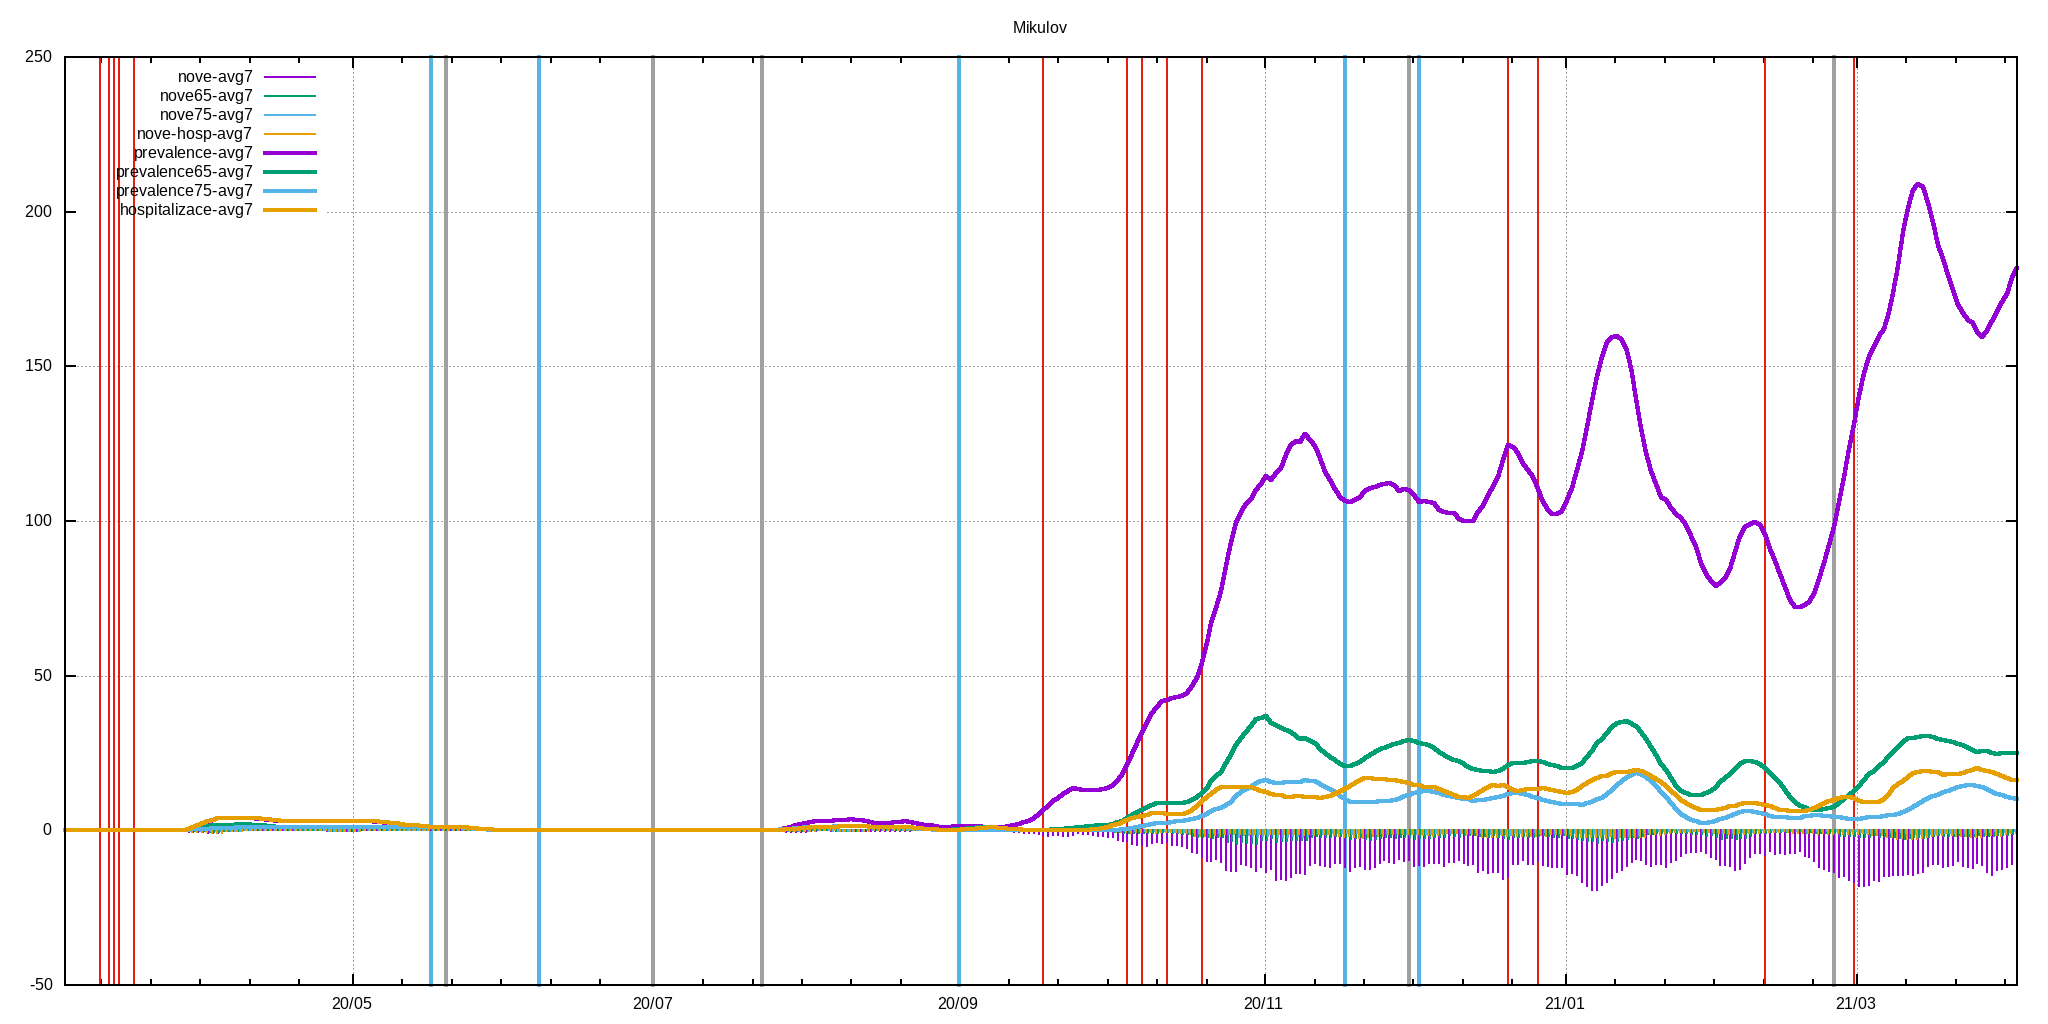 Mikulov
250
200
150
100
50
0
-50
nove-avg7
nove65-avg7
nove75-avg7
nove-hosp-avg7
prevalence-avg7
prevalence65-avg7
prevalence75-avg7
hospitalizace-avg7
20/05 20/07 20/09 20/11 21/01 21/03